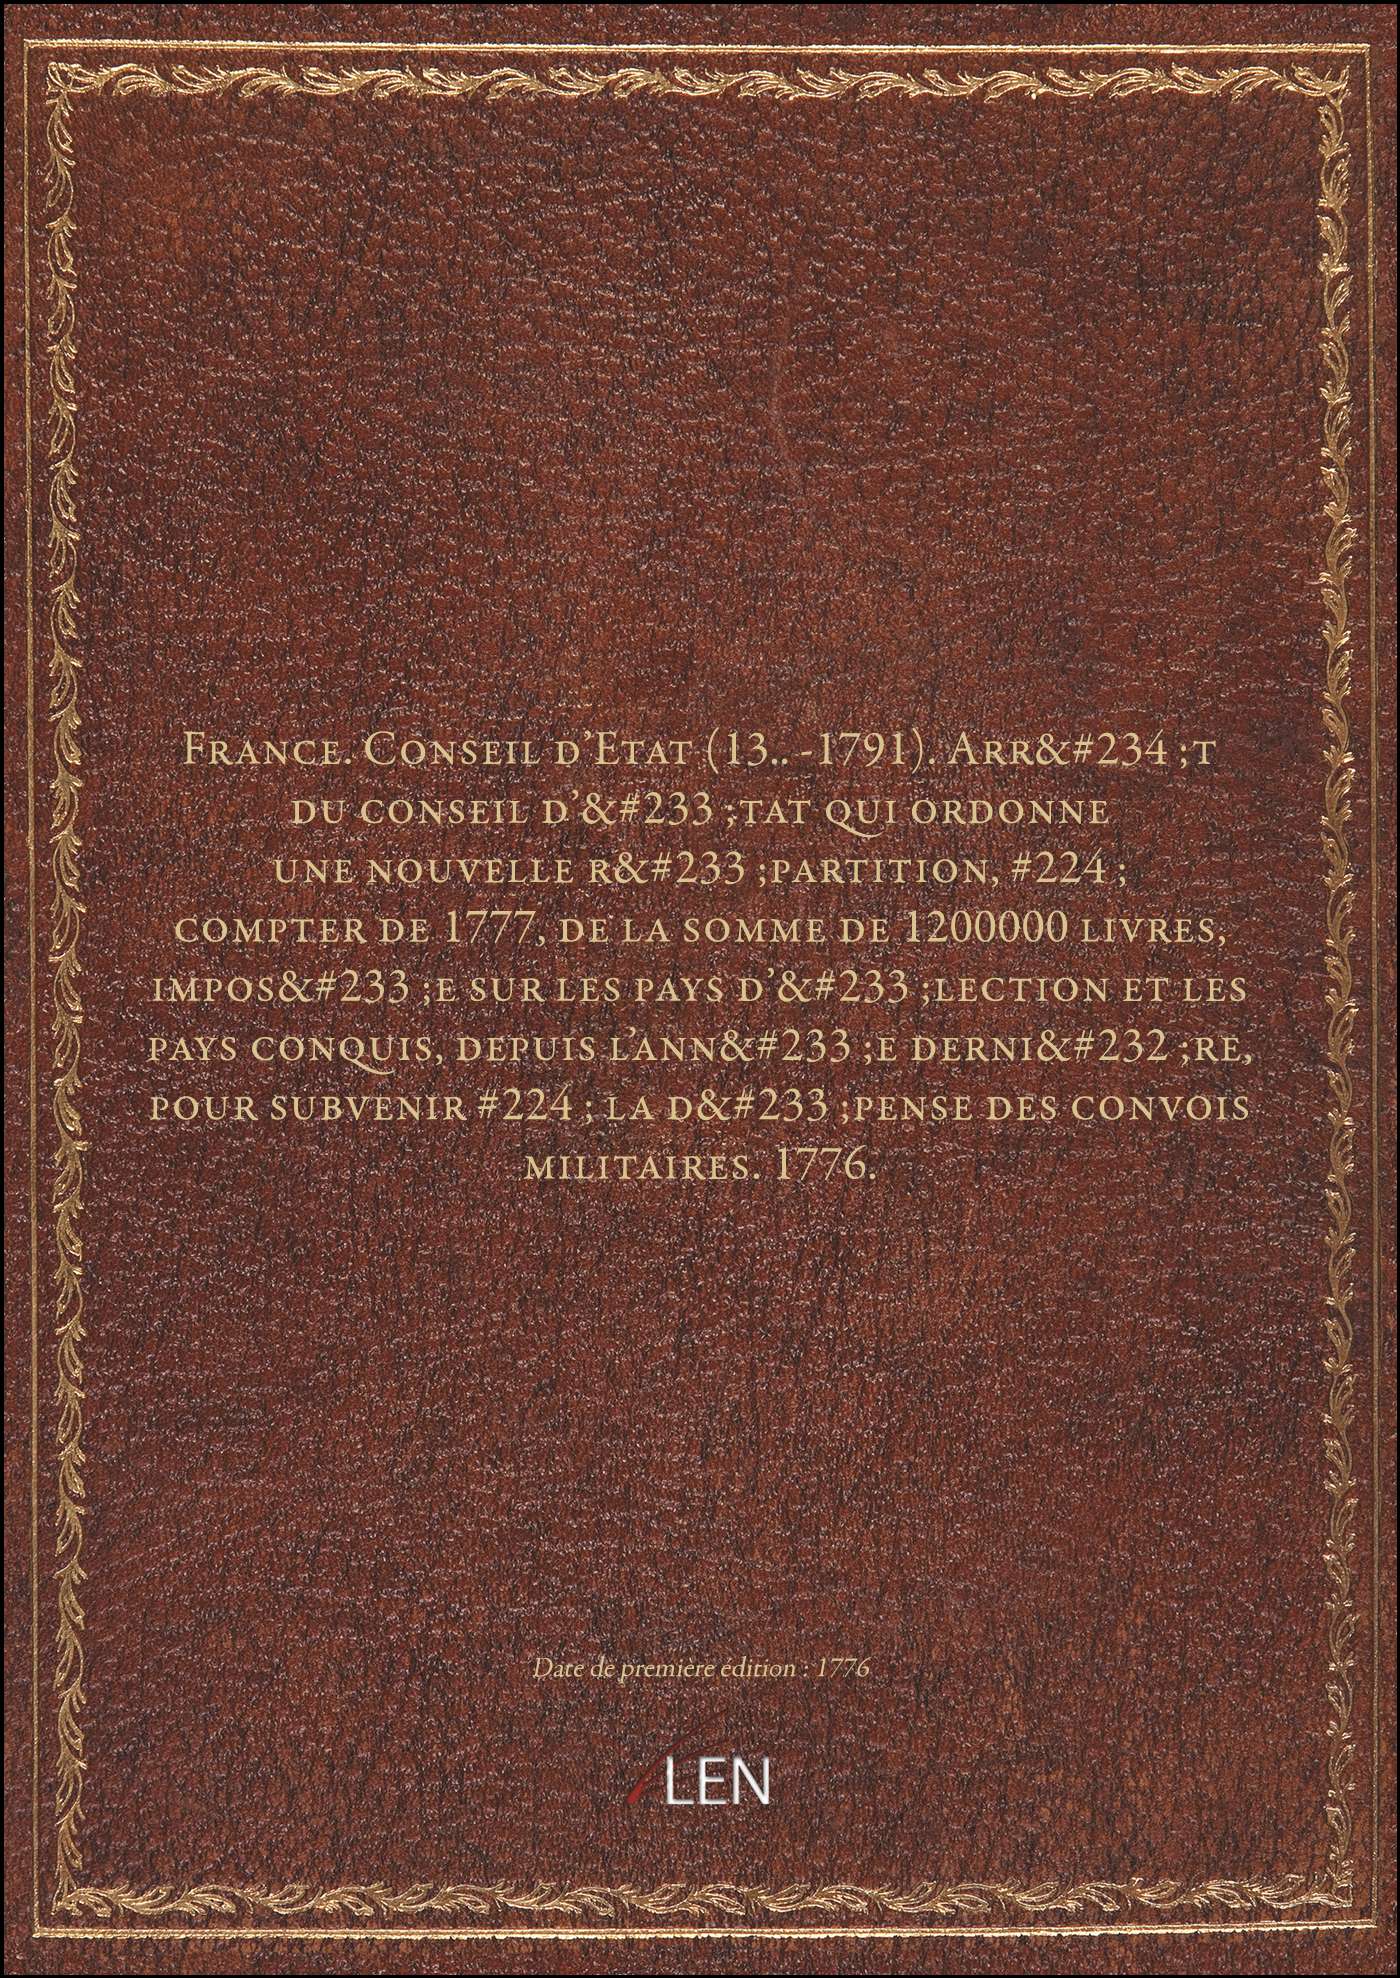 France. Conseil d'Etat (13.. -1791). Arr&#234 ;t
du conseil d'&#233 ;tat qui ordonne
une nouvelle r&#233 ;partition, #224 ;
compter de 1777, de la somme de 1200000 livres,
impos&#233 ;e sur les pays d'&#233 ;lection et les
pays conquis, depuis l'ann&#233 ;e derni&#232 ;re,
pour subvenir #224 ; la d&#233 ;pense des convois
militaires. 1776.
Date de première édition : 1776
LEN